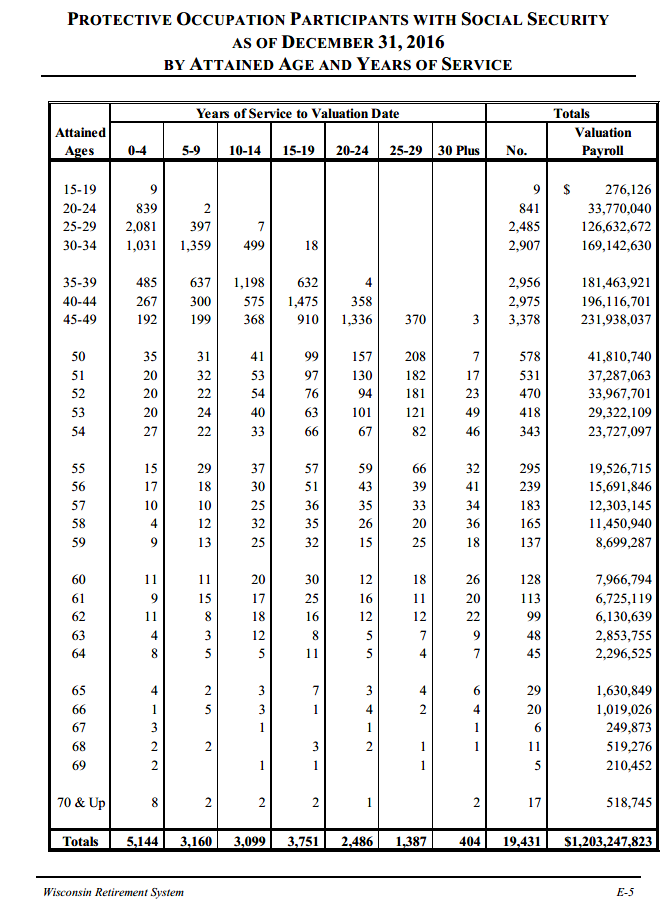 PROTECTIVE OCCUPATION PARTICIPANTS WITH SOCIAL SECURITY
AS OF DECEMBER 31, 2016
BY ATTAINED AGE AND YEARS OF SERVICE
Years of Service to Valuation Date Totals
Attained Valuation
Ages 0-4 5-9 10-14 15-19 20-24 25-29 30 Plus No. Payroll
15-19 9 9 $ 276,126
20-24 839 2 841 33,770,040
25-29 2,081 397 7 2,485 126,632,672
30-34 1,031 1,359 499 18 2,907 169,142,630
35-39 485 637 1,198 632 4 2,956 181,463,921
40-44 267 300 575 1,475 358 2,975 196,116,701
45-49 192 199 368 910 1,336 370 3 3,378 231,938,037
50 35 31 41 99 157 208 7 578 41,810,740
51 20 32 53 97 130 182 17 531 37,287,063
52 20 22 54 76 94 181 23 470 33,967,701
53 20 24 40 63 101 121 49 418 29,322,109
54 27 22 33 66 67 82 46 343 23,727,097
55 15 29 37 57 59 66 32 295 19,526,715
56 17 18 30 51 43 39 41 239 15,691,846
57 10 10 25 36 35 33 34 183 12,303,145
58 4 12 32 35 26 20 36 165 11,450,940
59 9 13 25 32 15 25 18 137 8,699,287
60 11 11 20 30 12 18 26 128 7,966,794
61 9 15 17 25 16 11 20 113 6,725,119
62 11 8 18 16 12 12 22 99 6,130,639
63 4 3 12 8 5 7 9 48 2,853,755
64 8 5 5 11 5 4 7 45 2,296,525
65 4 2 3 7 3 4 6 29 1,630,849
66 1 5 3 1 4 2 4 20 1,019,026
67 3 1 1 1 6 249,873
68 2 2 3 2 1 1 11 519,276
69 2 1 1 1 5 210,452
70 & Up 8 2 2 2 1 2 17 518,745
Totals 5,144 3,160 3,099 3,751 2,486 1,387 404 19,431 $1,203,247,823
Wisconsin Retirement System E-5